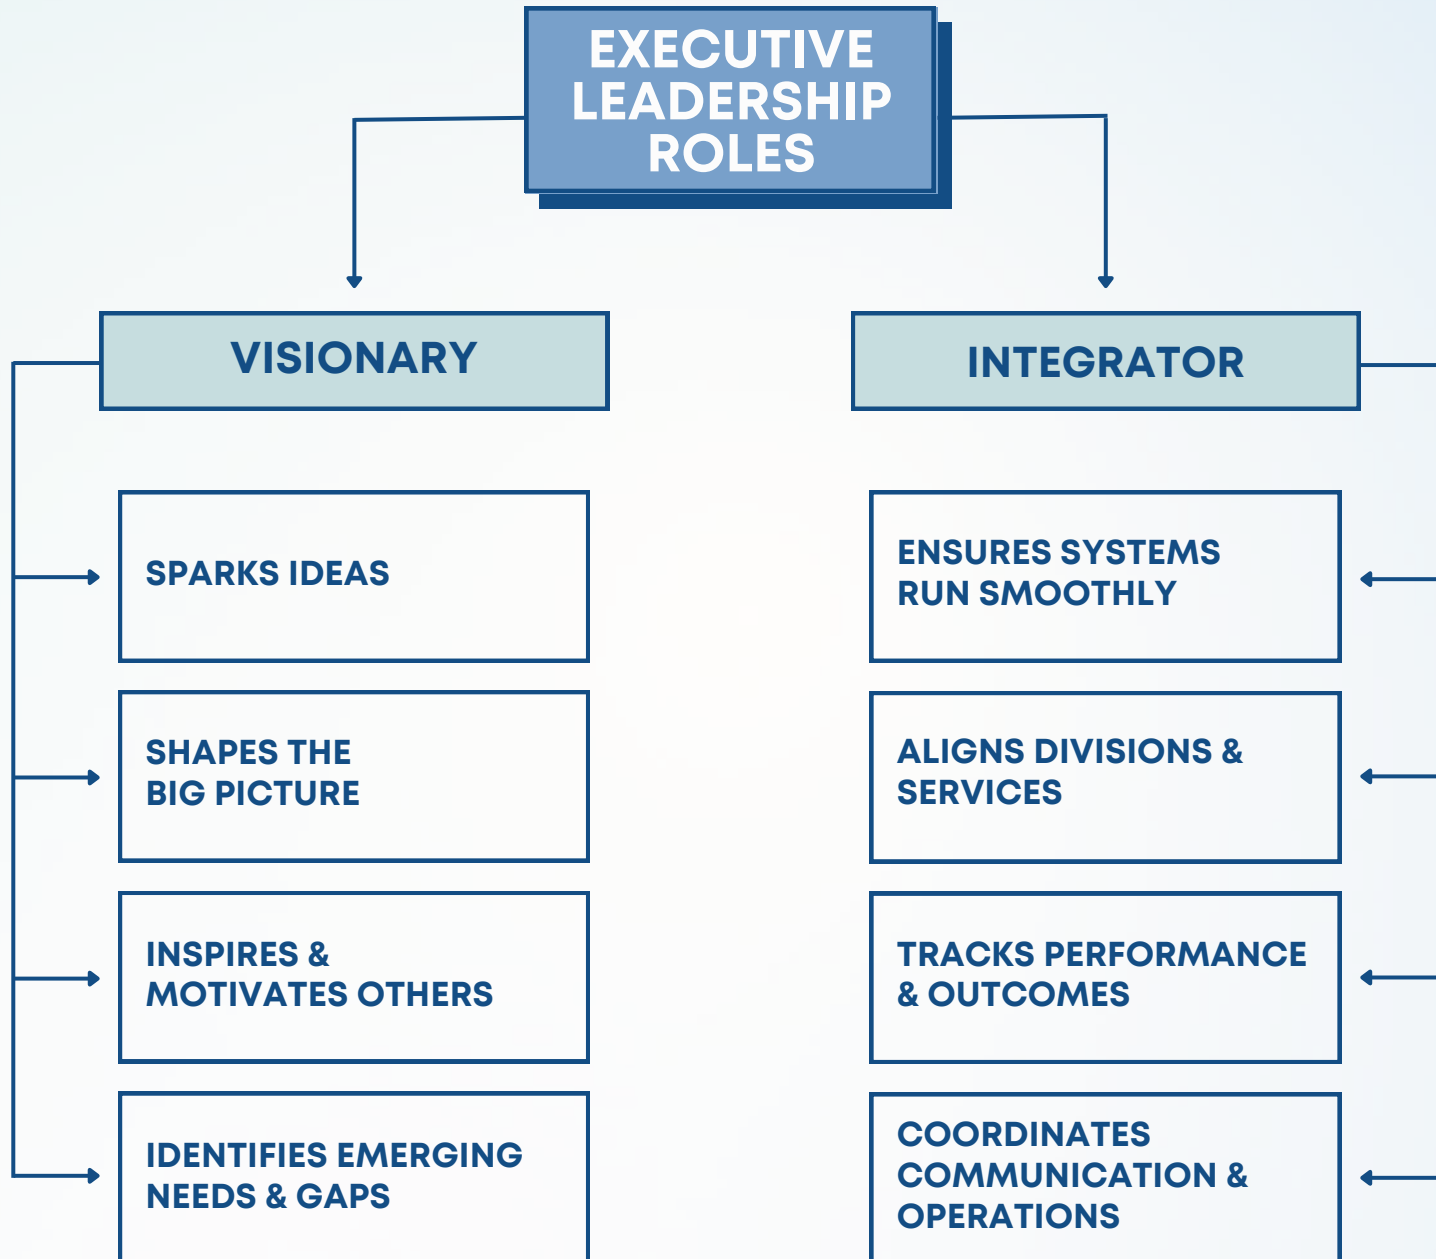 EXECUTIVE
LEADERSHIP
ROLES
VISIONARY
SPARKS IDEAS
SHAPES THE
BIG PICTURE
INSPIRES &
MOTIVATES OTHERS
IDENTIFIES EMERGING
NEEDS & GAPS
INTEGRATOR
ENSURES SYSTEMS
RUN SMOOTHLY
ALIGNS DIVISIONS &
SERVICES
TRACKS PERFORMANCE
& OUTCOMES
COORDINATES
COMMUNICATION &
OPERATIONS